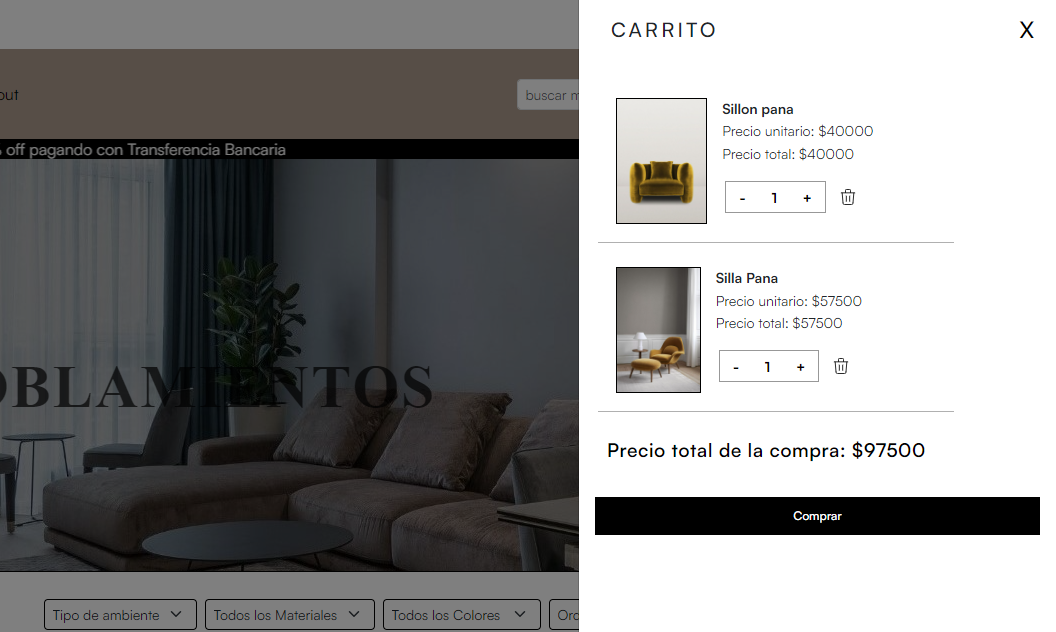 CARRITO
X
out
buscar
% off pagando con Transferencia Bancaria
OBLAMIENTOS
Tipo de ambiente
Todos los Materiales
Todos los Colores
Sillon pana
Precio unitario: $40000
Precio total: $40000
- 1 +
Silla Pana
Precio unitario: $57500
Precio total: $57500
- 1 +
Precio total de la compra: $97500
Comprar